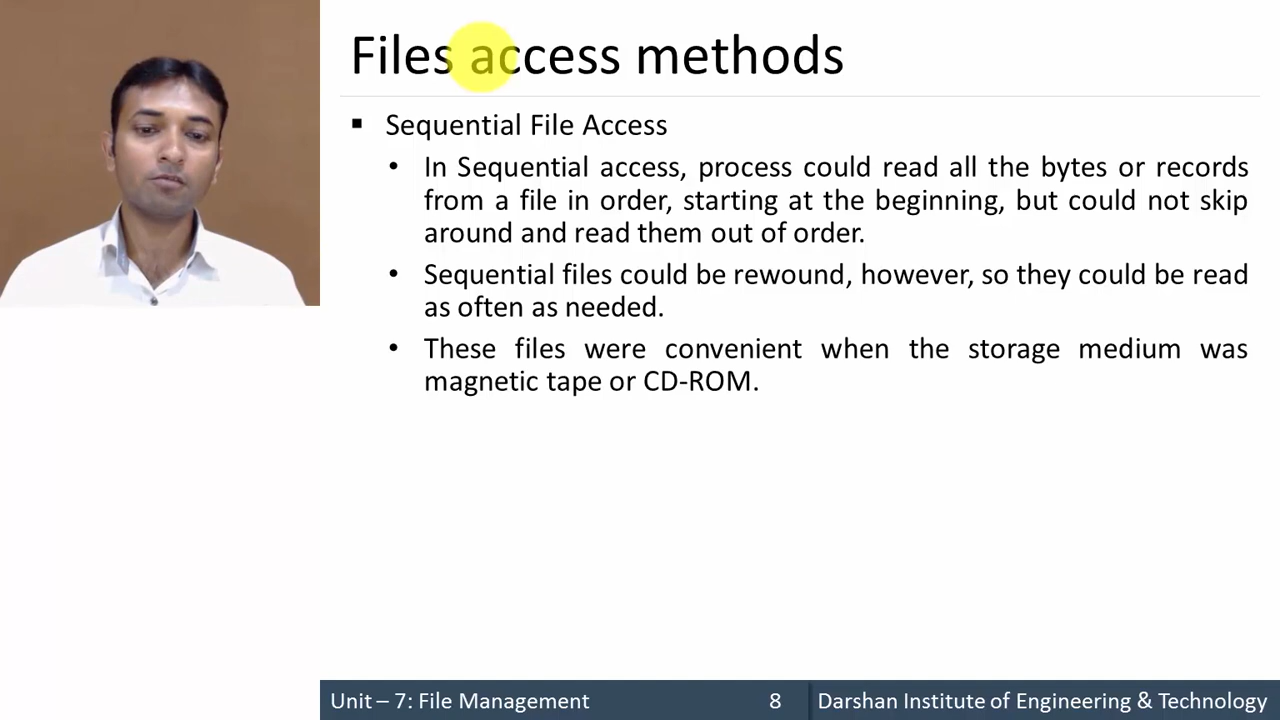 Files access methods
▪ Sequential File Access
• In Sequential access, process could read all the bytes or records
from a file in order, starting at the beginning, but could not skip
around and read them out of order.
• Sequential files could be rewound, however, so they could be read
as often as needed.
• These files were convenient when the storage medium was
magnetic tape or CD-ROM.
Unit – 7: File Management 8 Darshan Institute of Engineering & Technology